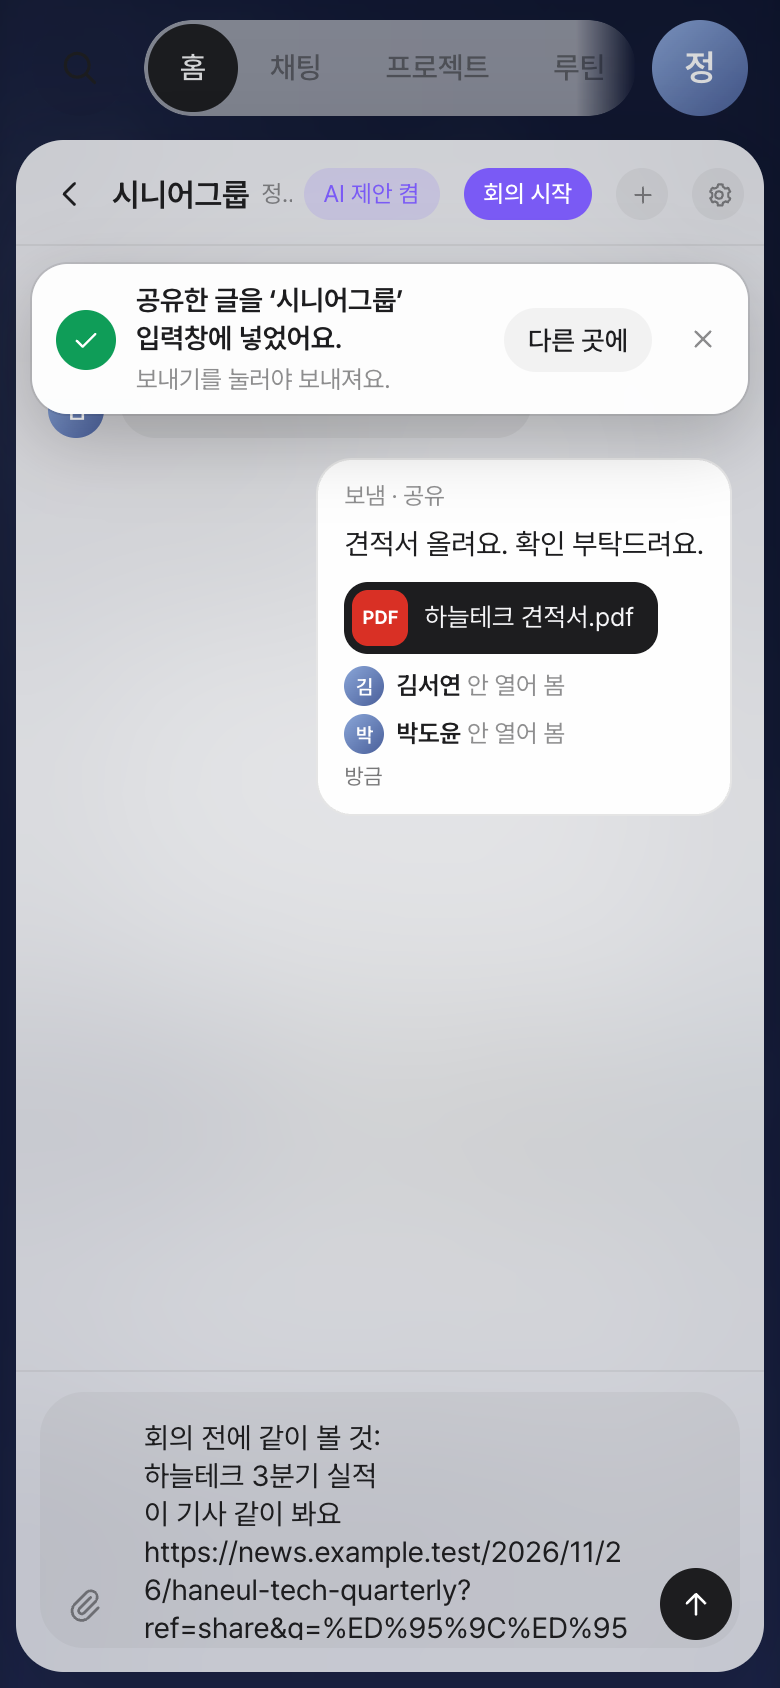 홈
채팅
프로젝트
루틴
정
시니어그룹
정..
AI 제안 켬
회의 시작
공유한 글을 ‘시니어그룹’
입력창에 넣었어요.
보내기를 눌러야 보내져요.
다른 곳에
보냄 · 공유
견적서 올려요. 확인 부탁드려요.
PDF
하늘테크 견적서.pdf
김
김서연 안 열어 봄
박
박도윤 안 열어 봄
방금
회의 전에 같이 볼 것:
하늘테크 3분기 실적
이 기사 같이 봐요
https://news.example.test/2026/11/2
6/haneul-tech-quarterly?
ref=share&q=%ED%95%9C%ED%95